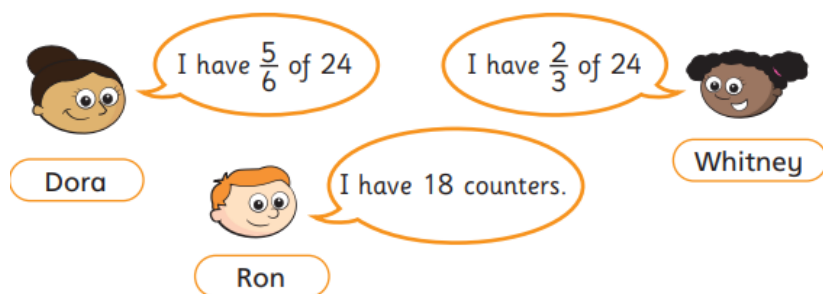 I have 5/6 of 24
I have 2/3 of 24
Dora
Whitney
I have 18 counters.
Ron